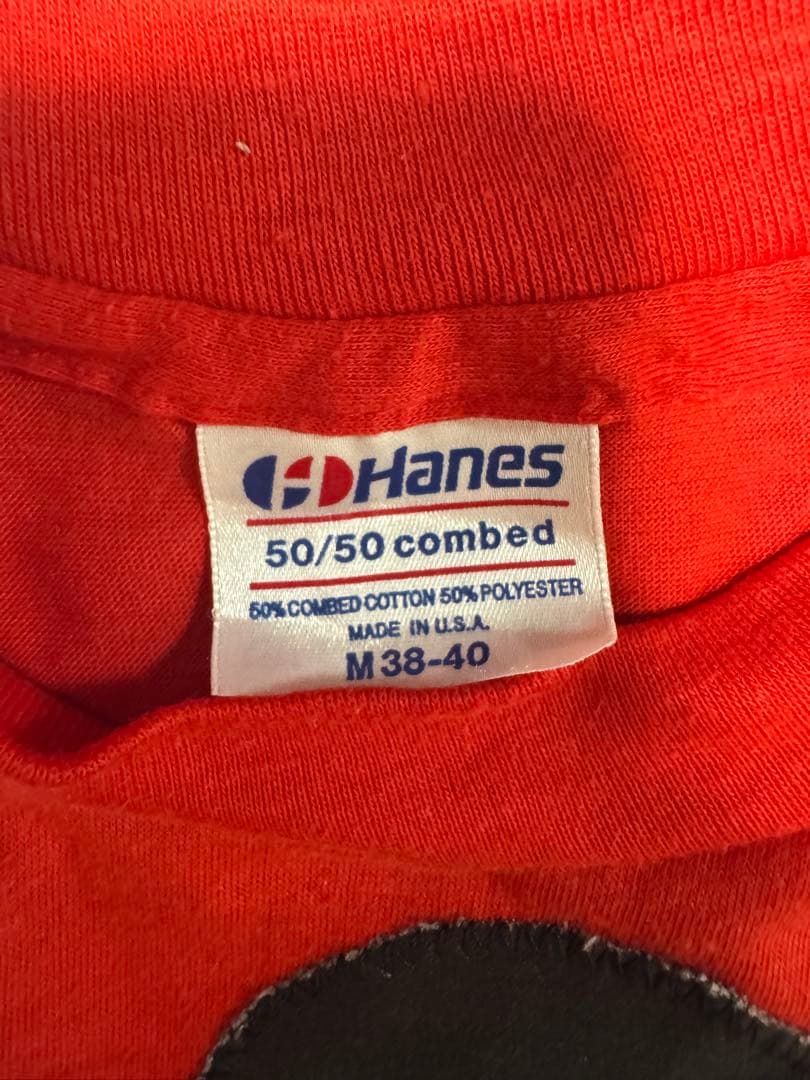 Hanes
50/50 combed
50% COMBED COTTON 50% POLYESTER
MADE IN U.S.A.
M 38-40